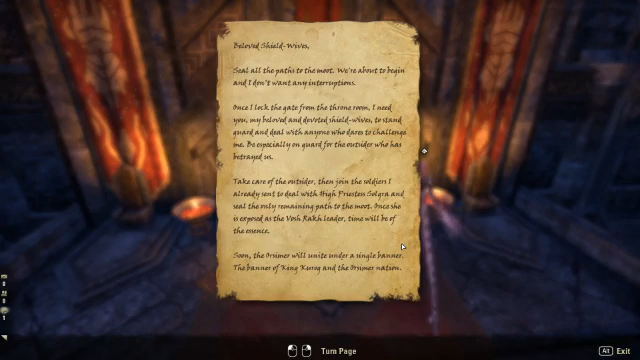 Beloved Shield-Wives,
Seal all the paths to the moot. We're about to begin
and I don't want any interruptions.
Once I lock the gate from the throne room, I need
you, my beloved and devoted shield-wives, to stand
guard and deal with anyone who dares to challenge
me. Be especially on guard for the outsider who has
betrayed us.
Take care of the outsider, then join the soldiers I
already sent to deal with High Priestess Solgra and
seal the only remaining path to the moot. Once she
is exposed as the Vosh Rakh leader, time will be of
the essence.
Soon, the Orsimer will unite under a single banner.
The banner of King Kurog and the Orsimer nation.
Turn Page
Alt Exit